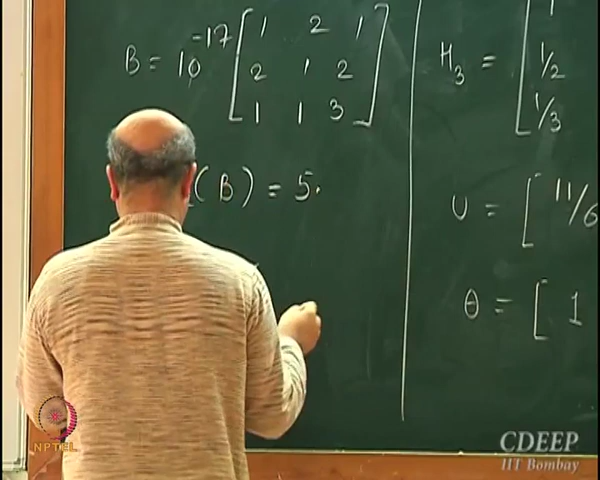 B = 10^-17 [ 1 2 1
2 1 2
1 1 3 ]
(B) = 5.
H_3 = [ 1
1/2
1/3
U = [ 11/6
θ = [ 1
NPTEL
CDEEP
IIT Bombay